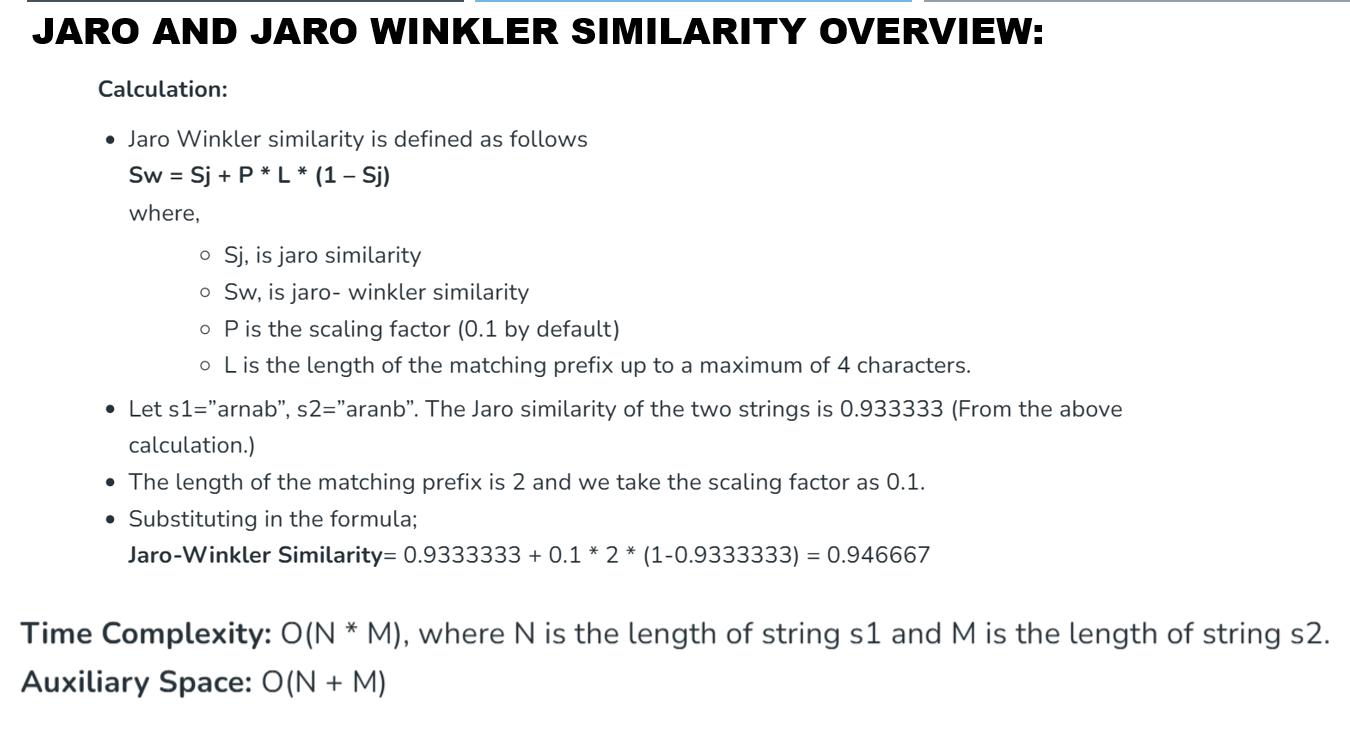 JARO AND JARO WINKLER SIMILARITY OVERVIEW:
Calculation:
• Jaro Winkler similarity is defined as follows
Sw = Sj + P * L * (1 – Sj)
where,
○ Sj, is jaro similarity
○ Sw, is jaro- winkler similarity
○ P is the scaling factor (0.1 by default)
○ L is the length of the matching prefix up to a maximum of 4 characters.
• Let s1=”arnab”, s2=”aranb”. The Jaro similarity of the two strings is 0.933333 (From the above
calculation.)
• The length of the matching prefix is 2 and we take the scaling factor as 0.1.
• Substituting in the formula;
Jaro-Winkler Similarity= 0.9333333 + 0.1 * 2 * (1-0.9333333) = 0.946667
Time Complexity: O(N * M), where N is the length of string s1 and M is the length of string s2.
Auxiliary Space: O(N + M)